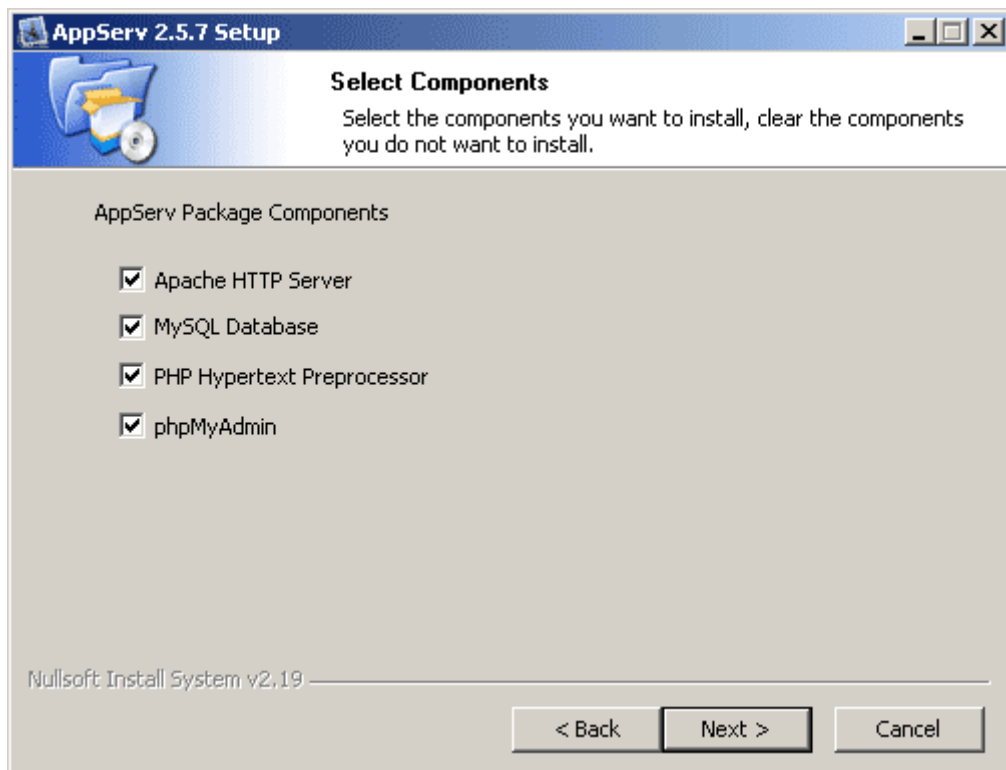 AppServ 2.5.7 Setup
Select Components
Select the components you want to install, clear the components
you do not want to install.
AppServ Package Components
Apache HTTP Server
MySQL Database
PHP Hypertext Preprocessor
phpMyAdmin
Nullsoft Install System v2.19
< Back
Next >
Cancel